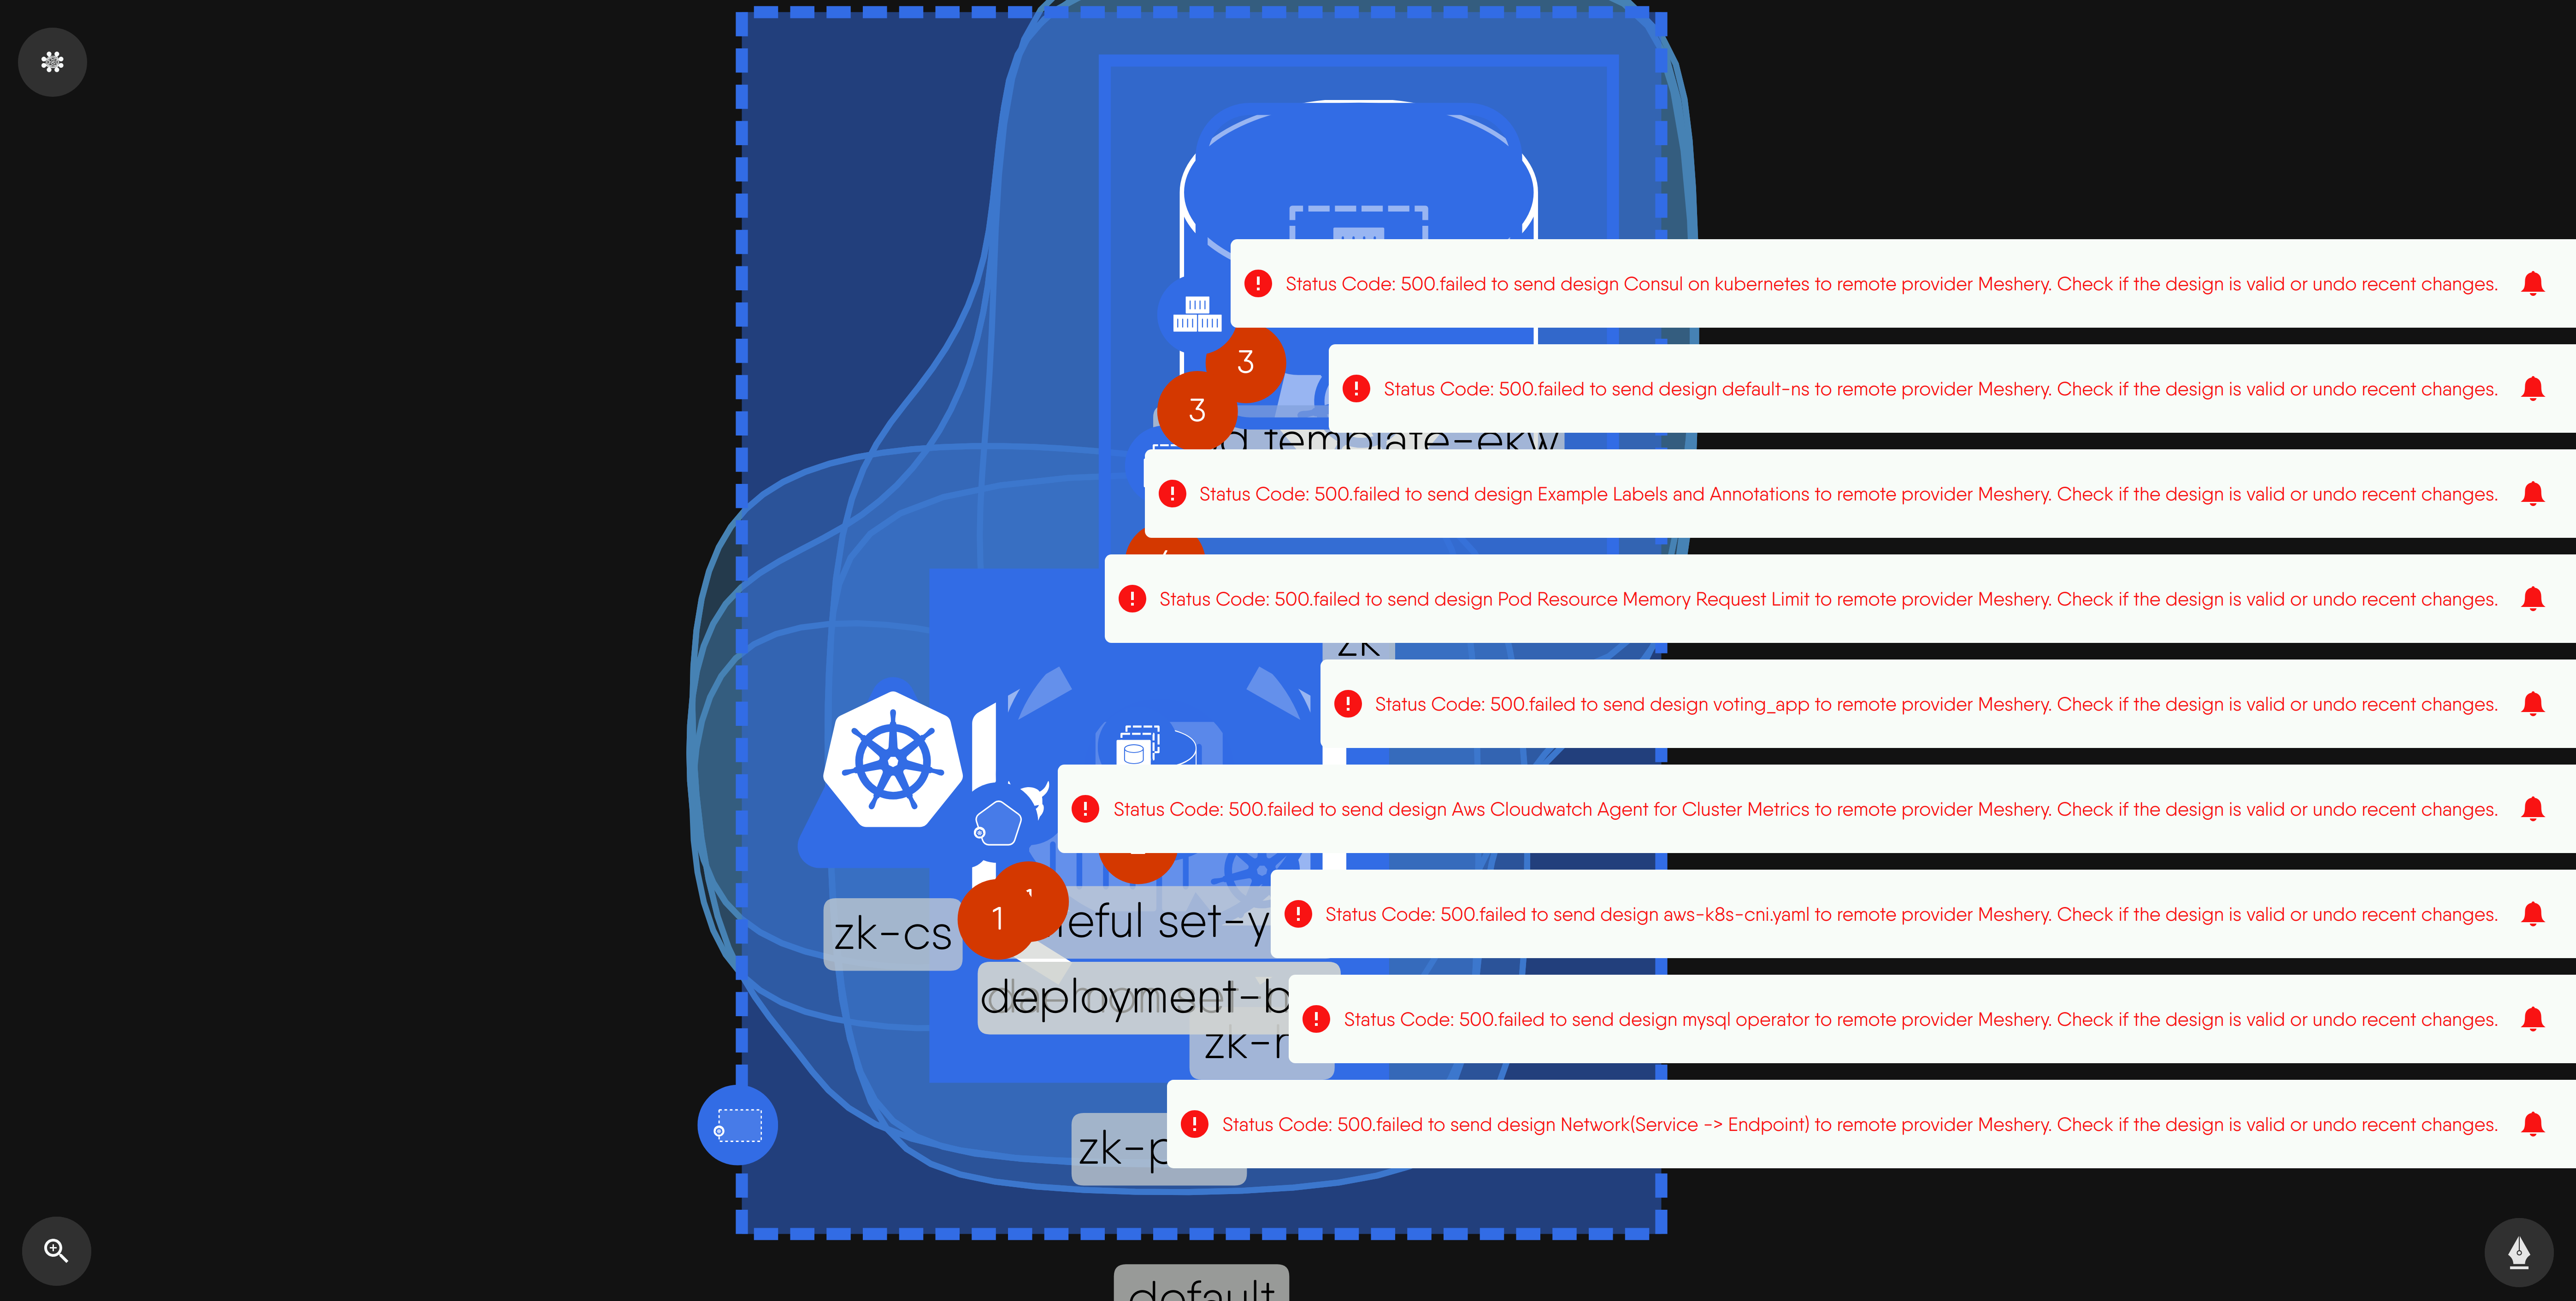 Status Code: 500.failed to send design Consul on kubernetes to remote provider Meshery. Check if the design is valid or undo recent changes.
3
Status Code: 500.failed to send design default-ns to remote provider Meshery. Check if the design is valid or undo recent changes.
3
template-ekw
Status Code: 500.failed to send design Example Labels and Annotations to remote provider Meshery. Check if the design is valid or undo recent changes.
Status Code: 500.failed to send design Pod Resource Memory Request Limit to remote provider Meshery. Check if the design is valid or undo recent changes.
zk
Status Code: 500.failed to send design voting_app to remote provider Meshery. Check if the design is valid or undo recent changes.
Status Code: 500.failed to send design Aws Cloudwatch Agent for Cluster Metrics to remote provider Meshery. Check if the design is valid or undo recent changes.
Status Code: 500.failed to send design aws-k8s-cni.yaml to remote provider Meshery. Check if the design is valid or undo recent changes.
zk-cs
1
1
eful set-y
deployment-b
Status Code: 500.failed to send design mysql operator to remote provider Meshery. Check if the design is valid or undo recent changes.
zk-
Status Code: 500.failed to send design Network(Service -> Endpoint) to remote provider Meshery. Check if the design is valid or undo recent changes.
zk-p
default